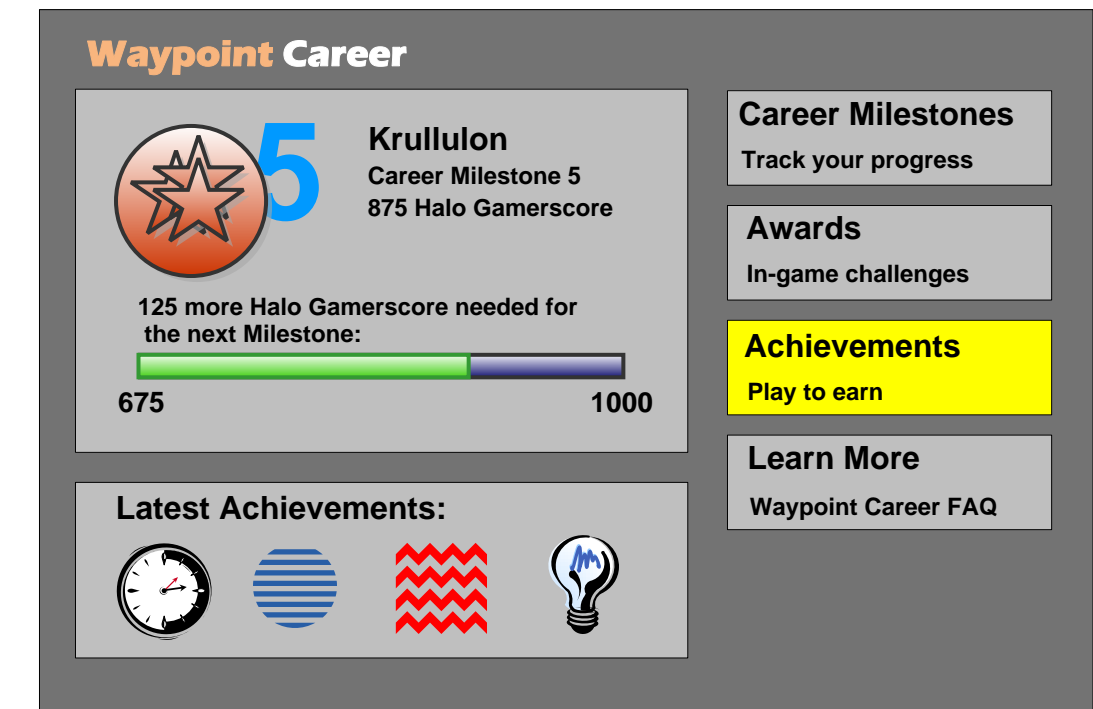 Waypoint Career
5
Krullulon
Career Milestone 5
875 Halo Gamerscore
125 more Halo Gamerscore needed for
the next Milestone:
675 1000
Latest Achievements:
Career Milestones
Track your progress
Awards
In-game challenges
Achievements
Play to earn
Learn More
Waypoint Career FAQ